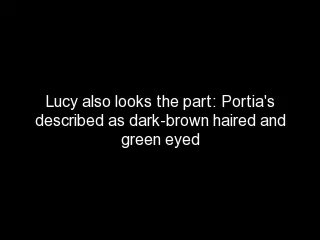 Lucy also looks the part: Portia's
described as dark-brown haired and
green eyed